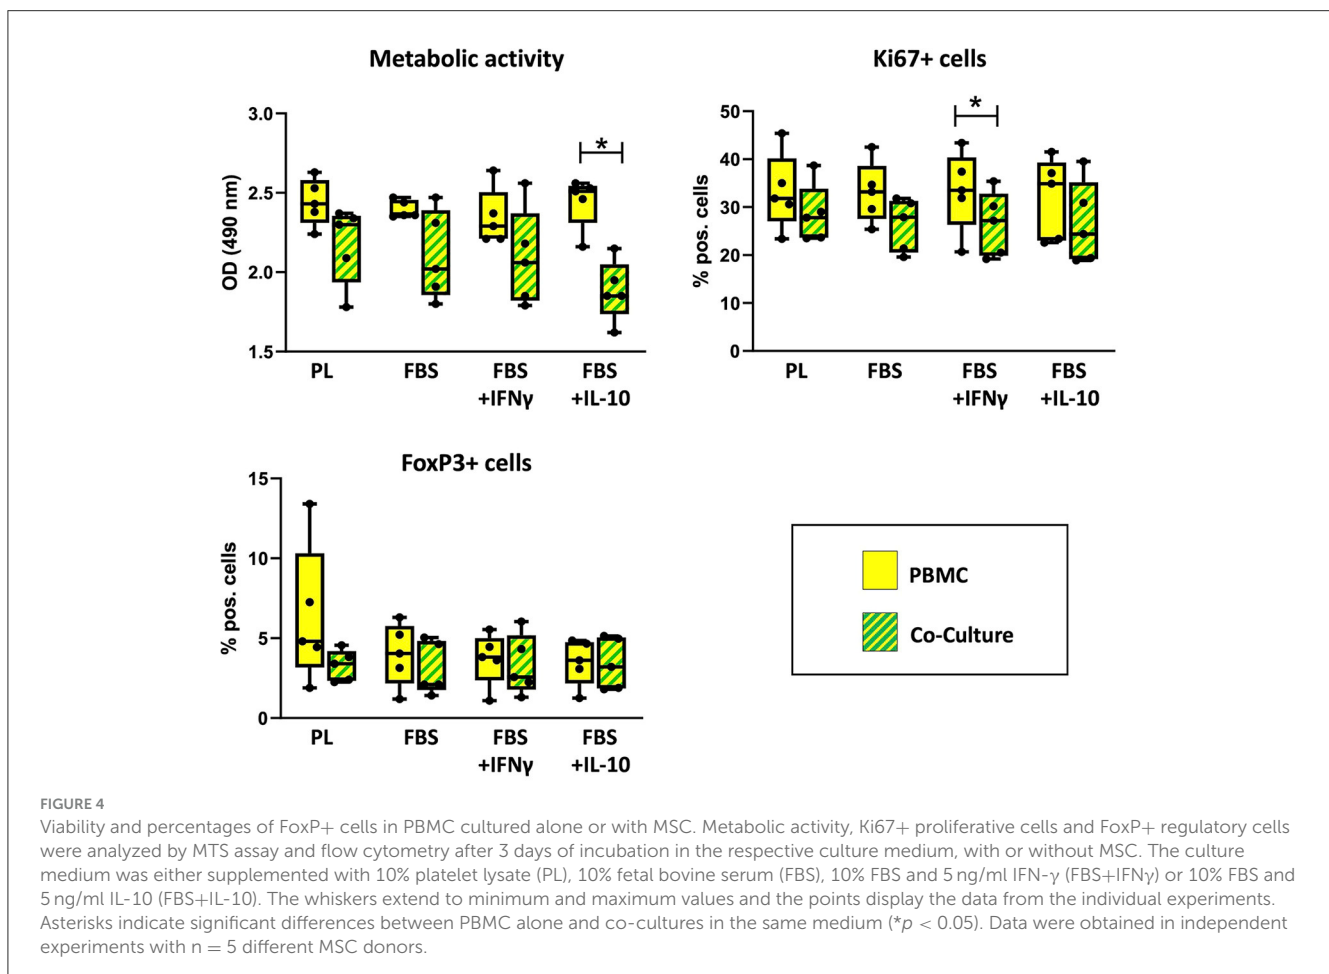 Metabolic activity
3.0
2.5
2.0
1.5
OD (490 nm)
*
PL
FBS
FBS
+IFNγ
FBS
+IL-10
Ki67+ cells
50
40
30
20
10
0
% pos. cells
*
PL
FBS
FBS
+IFNγ
FBS
+IL-10
FoxP3+ cells
15
10
5
0
% pos. cells
PL
FBS
FBS
+IFNγ
FBS
+IL-10
PBMC
Co-Culture
FIGURE 4
Viability and percentages of FoxP+ cells in PBMC cultured alone or with MSC. Metabolic activity, Ki67+ proliferative cells and FoxP+ regulatory cells
were analyzed by MTS assay and flow cytometry after 3 days of incubation in the respective culture medium, with or without MSC. The culture
medium was either supplemented with 10% platelet lysate (PL), 10% fetal bovine serum (FBS), 10% FBS and 5 ng/ml IFN-γ (FBS+IFNγ) or 10% FBS and
5 ng/ml IL-10 (FBS+IL-10). The whiskers extend to minimum and maximum values and the points display the data from the individual experiments.
Asterisks indicate significant differences between PBMC alone and co-cultures in the same medium (*p < 0.05). Data were obtained in independent
experiments with n = 5 different MSC donors.